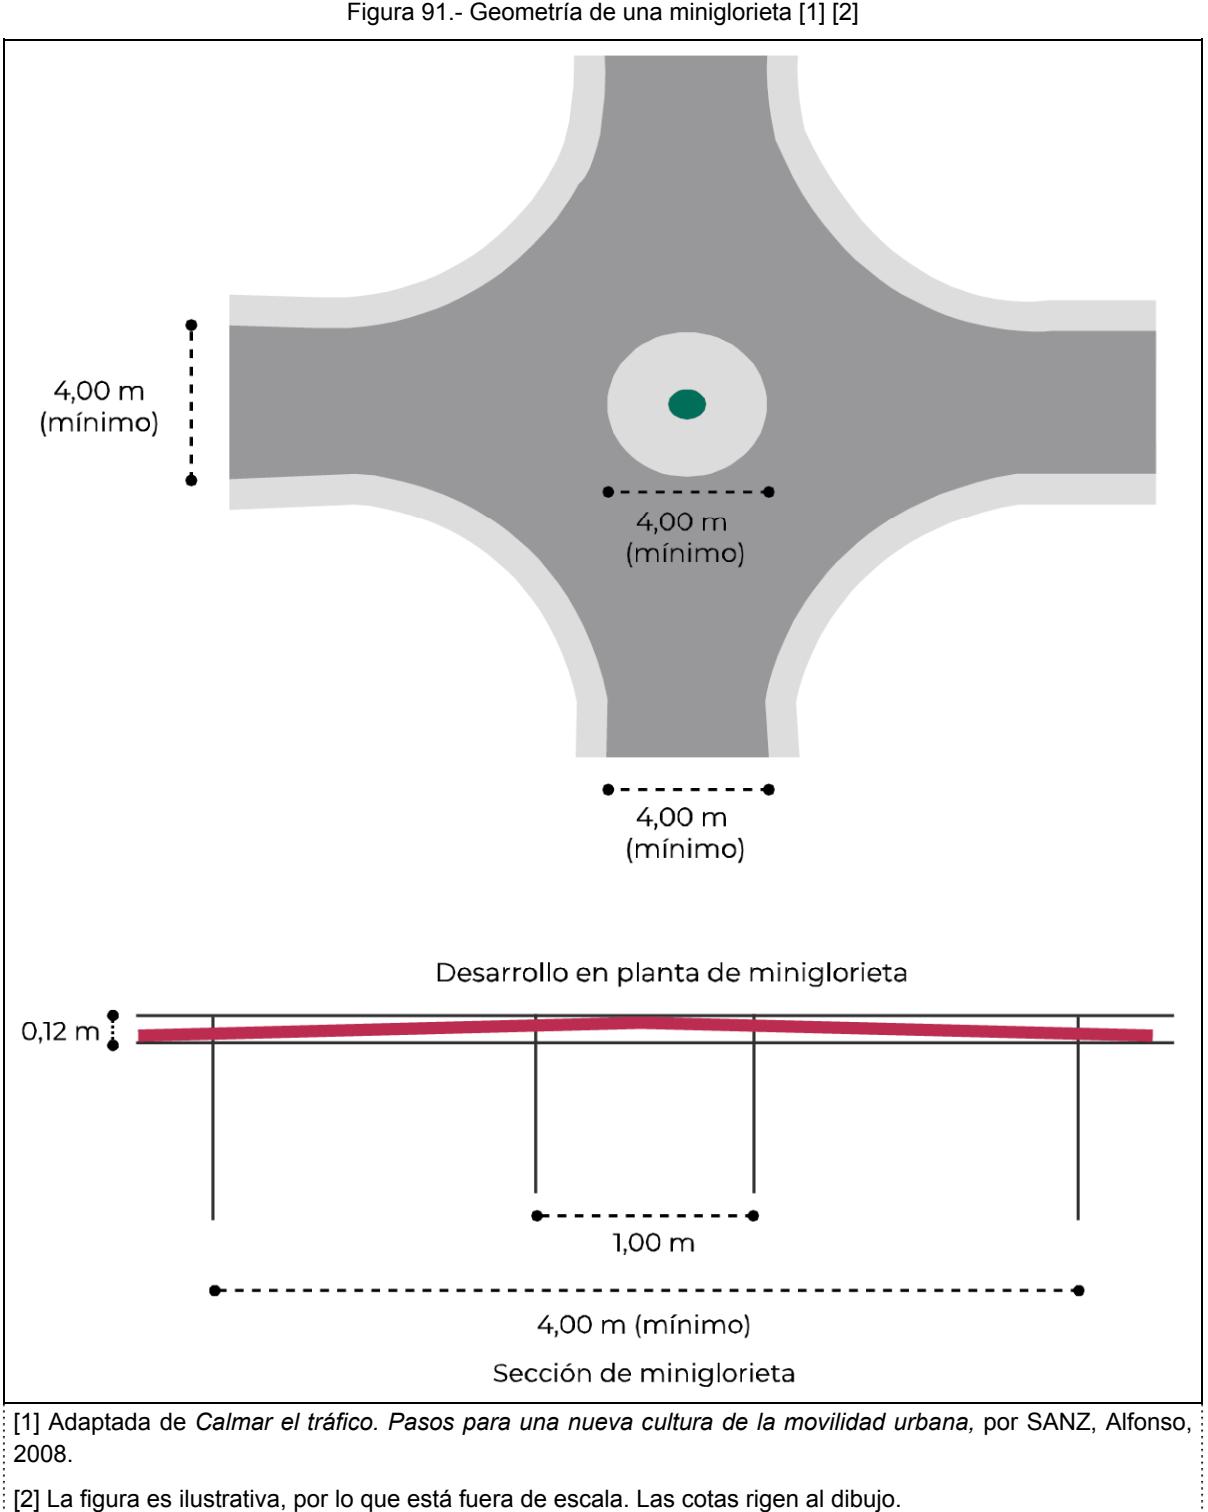 Figura 91.- Geometría de una miniglorieta [1] [2]
4,00 m
(mínimo)
4,00 m
(mínimo)
4,00 m
(mínimo)
Desarrollo en planta de miniglorieta
0,12 m
1,00 m
4,00 m (mínimo)
Sección de miniglorieta
[1] Adaptada de Calmar el tráfico. Pasos para una nueva cultura de la movilidad urbana, por SANZ, Alfonso,
2008.
[2] La figura es ilustrativa, por lo que está fuera de escala. Las cotas rigen al dibujo.